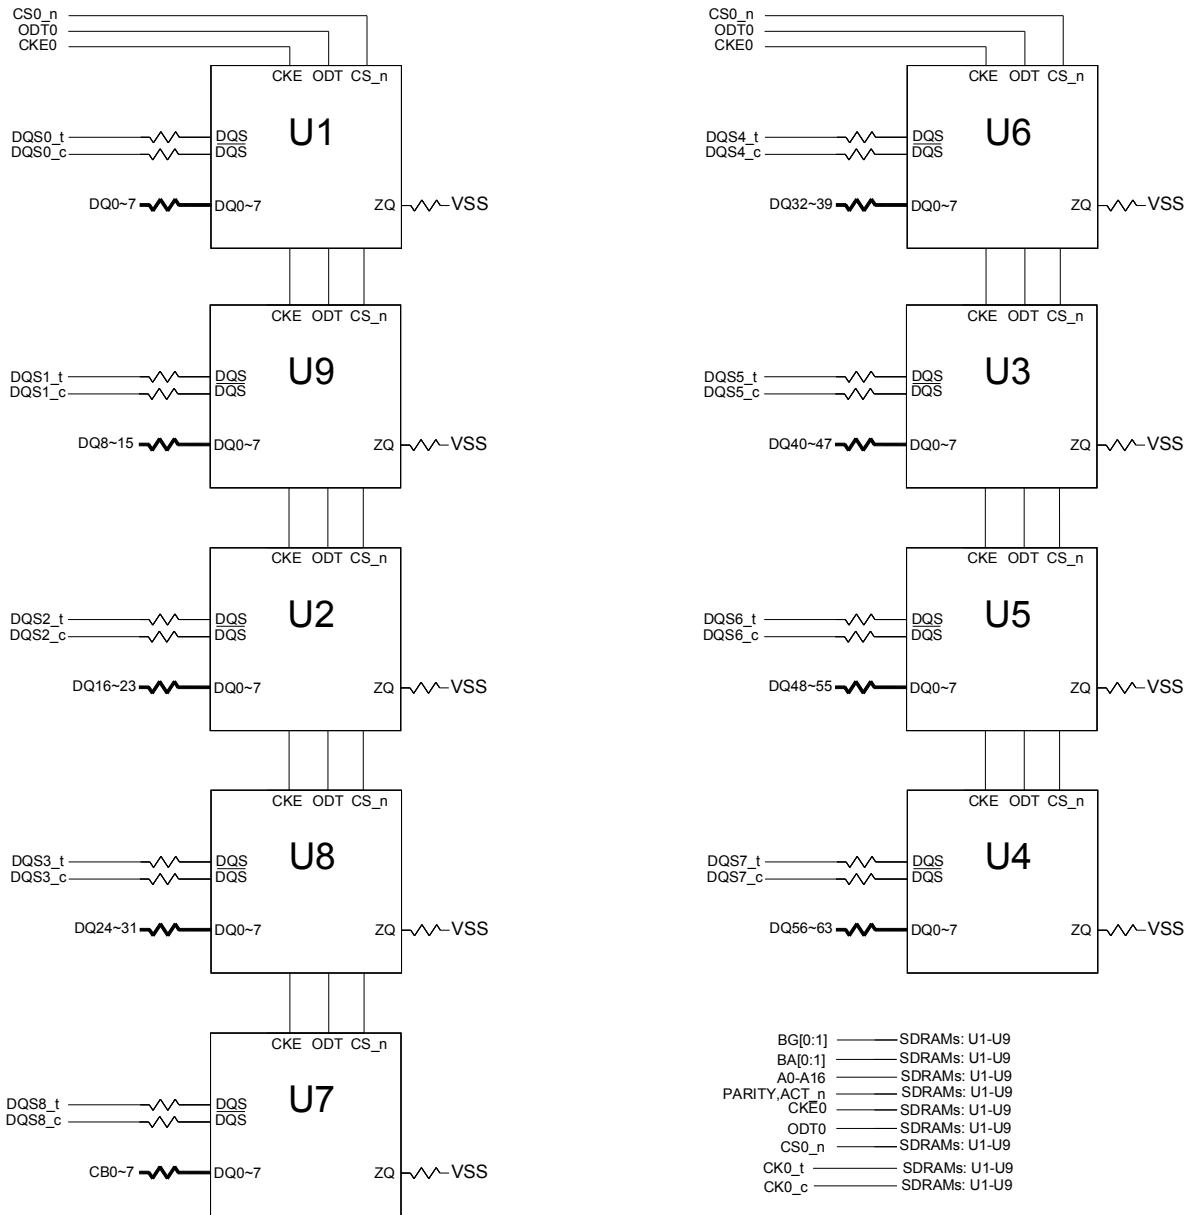 CS0_n
ODT0
CKE0
CKE ODT CS_n
U1
DQS0_t DQS
DQS0_c DQS
DQ0~7 DQ0~7 ZQ VSS
CKE ODT CS_n
U9
DQS1_t DQS
DQS1_c DQS
DQ8~15 DQ0~7 ZQ VSS
CKE ODT CS_n
U2
DQS2_t DQS
DQS2_c DQS
DQ16~23 DQ0~7 ZQ VSS
CKE ODT CS_n
U8
DQS3_t DQS
DQS3_c DQS
DQ24~31 DQ0~7 ZQ VSS
CKE ODT CS_n
U7
DQS8_t DQS
DQS8_c DQS
CB0~7 DQ0~7 ZQ VSS
CS0_n
ODT0
CKE0
CKE ODT CS_n
U6
DQS4_t DQS
DQS4_c DQS
DQ32~39 DQ0~7 ZQ VSS
CKE ODT CS_n
U3
DQS5_t DQS
DQS5_c DQS
DQ40~47 DQ0~7 ZQ VSS
CKE ODT CS_n
U5
DQS6_t DQS
DQS6_c DQS
DQ48~55 DQ0~7 ZQ VSS
CKE ODT CS_n
U4
DQS7_t DQS
DQS7_c DQS
DQ56~63 DQ0~7 ZQ VSS
BG[0:1] SDRAMs: U1-U9
BA[0:1] SDRAMs: U1-U9
A0-A16 SDRAMs: U1-U9
PARITY,ACT_n SDRAMs: U1-U9
CKE0 SDRAMs: U1-U9
ODT0 SDRAMs: U1-U9
CS0_n SDRAMs: U1-U9
CK0_t SDRAMs: U1-U9
CK0_c SDRAMs: U1-U9